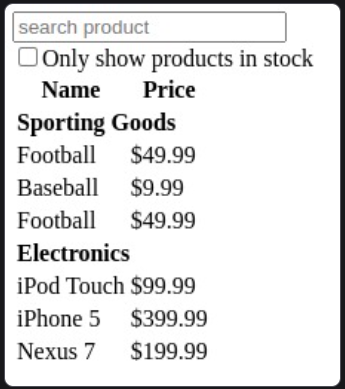 search product
Only show products in stock
Name Price
Sporting Goods
Football $49.99
Baseball $9.99
Football $49.99
Electronics
iPod Touch $99.99
iPhone 5 $399.99
Nexus 7 $199.99